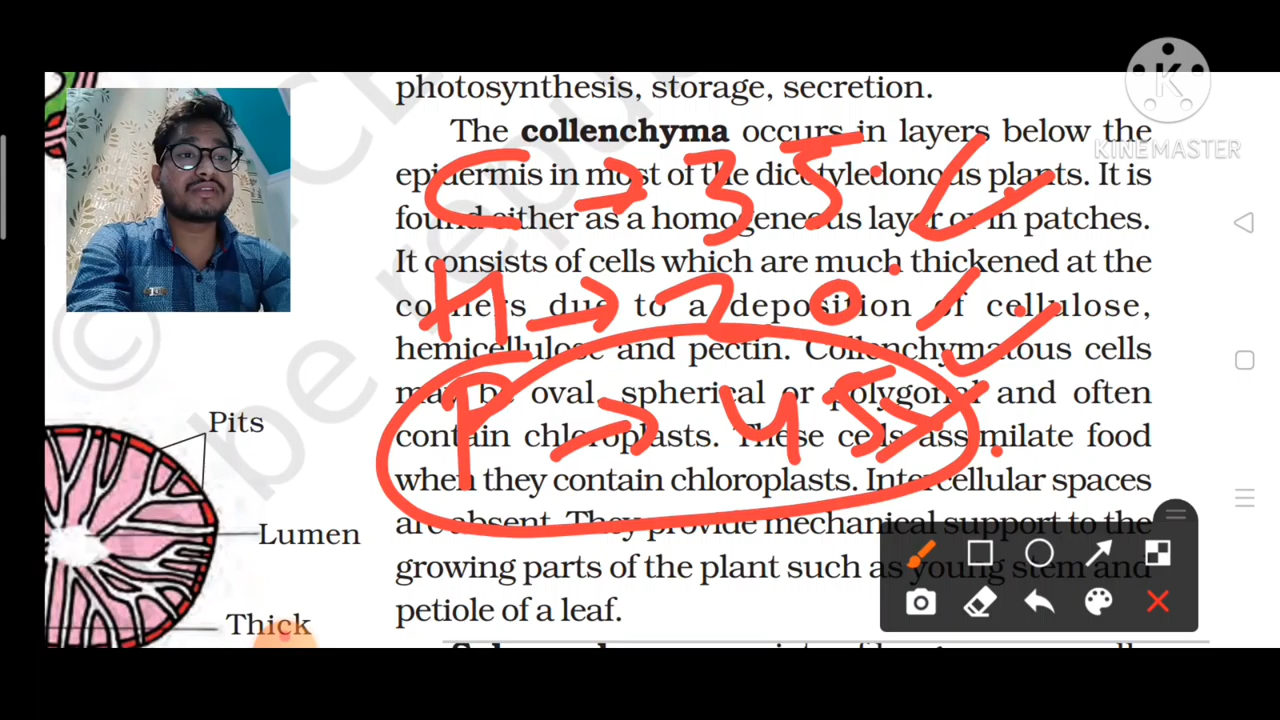 photosynthesis, storage, secretion.
The collenchyma occurs in layers below the
KINEMASTER
epidermis in most of the dicotyledonous plants. It is
C → 35%
found either as a homogeneous layer or in patches.
It consists of cells which are much thickened at the
H → 20%
corners due to a deposition of cellulose,
hemicellulose and pectin. Collenchymatous cells
may be oval, spherical or polygonal and often
P → 45%
contain chloroplasts. These cells assimilate food
when they contain chloroplasts. Intercellular spaces
are absent. They provide mechanical support to the
growing parts of the plant such as young stem and
petiole of a leaf.
Pits
Lumen
Thick